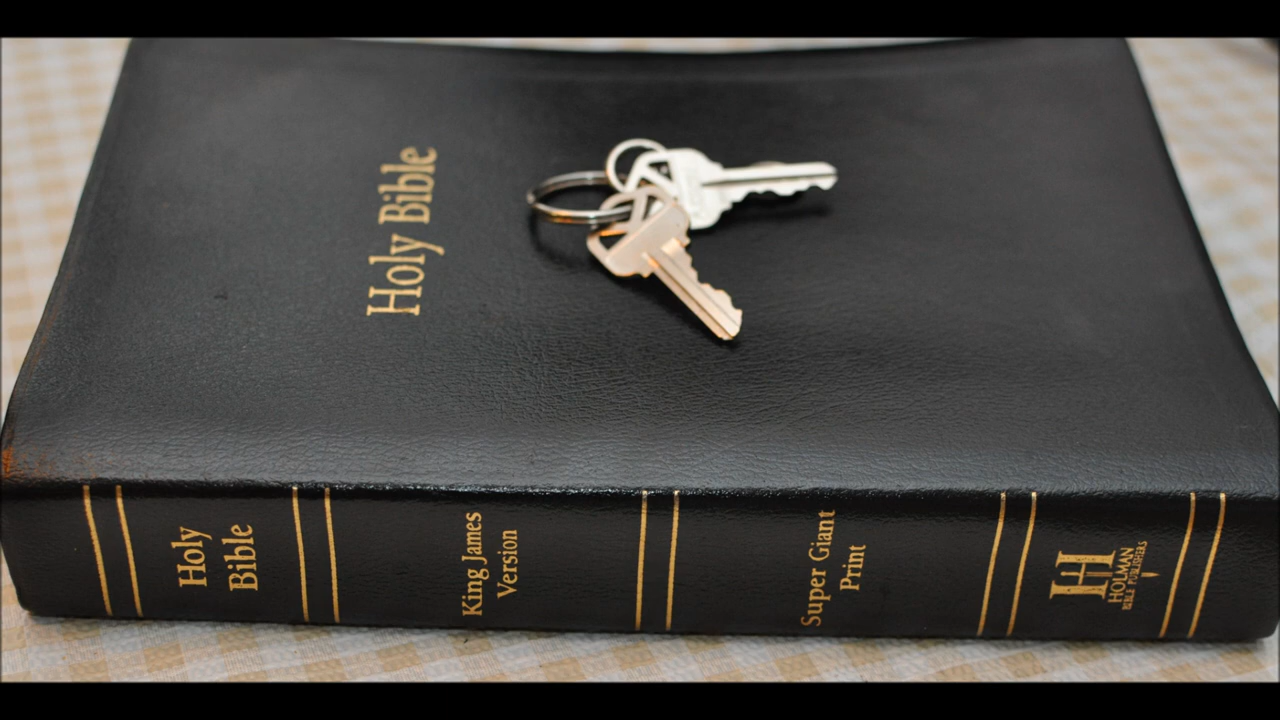 Holy Bible
Holy
Bible
King James
Version
Super Giant
Print
HOLMAN
BIBLE PUBLISHERS